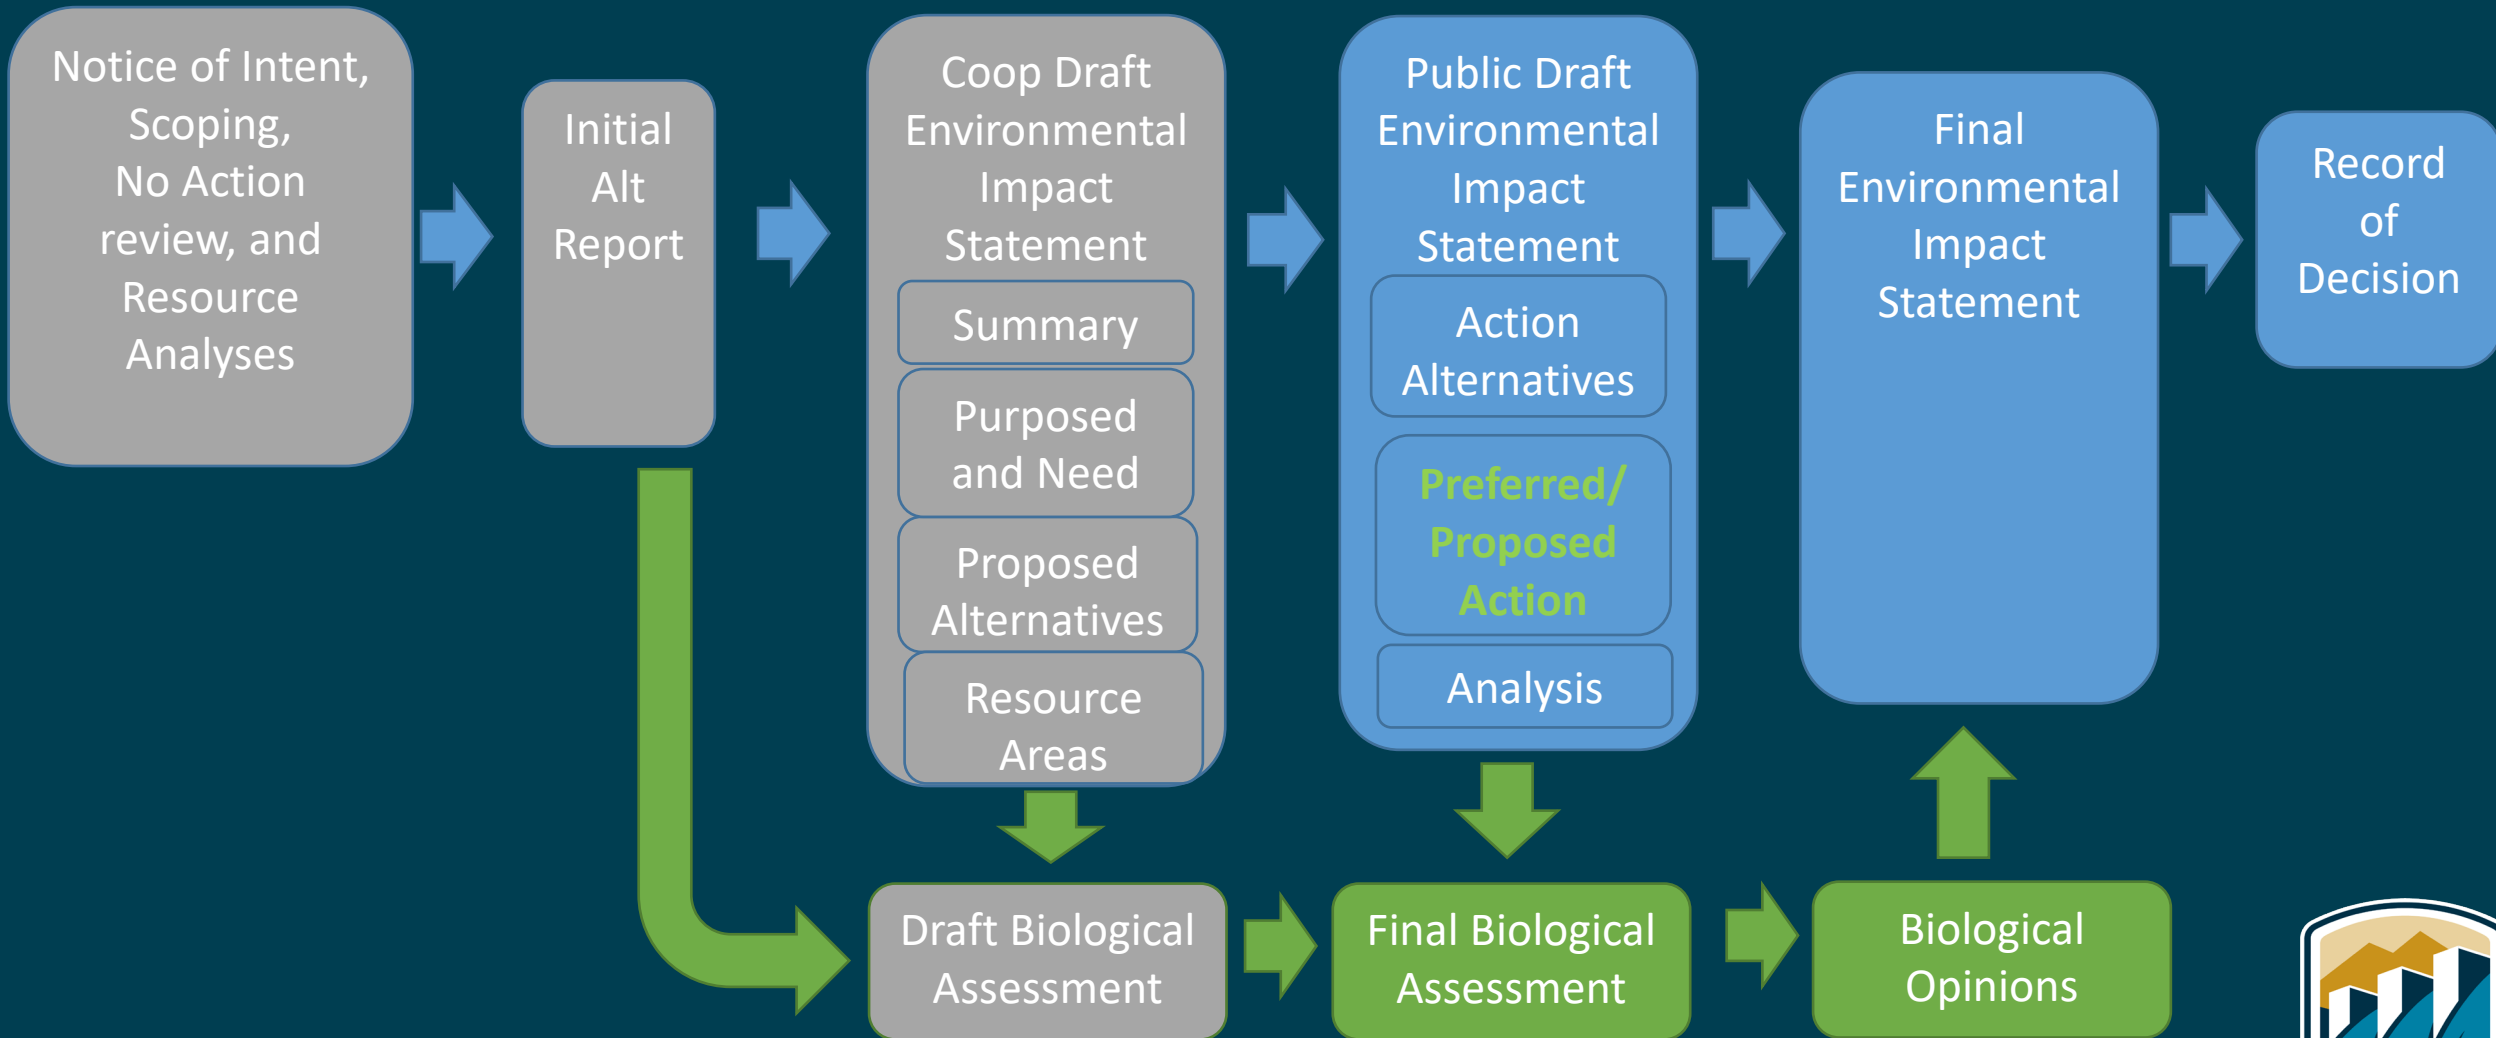 Notice of Intent,
Scoping,
No Action
review, and
Resource
Analyses
Initial
Alt
Report
Coop Draft
Environmental
Impact
Statement
Summary
Purposed
and Need
Proposed
Alternatives
Resource
Areas
Public Draft
Environmental
Impact
Statement
Action
Alternatives
Preferred/
Proposed
Action
Analysis
Final
Environmental
Impact
Statement
Record
of
Decision
Draft Biological
Assessment
Final Biological
Assessment
Biological
Opinions